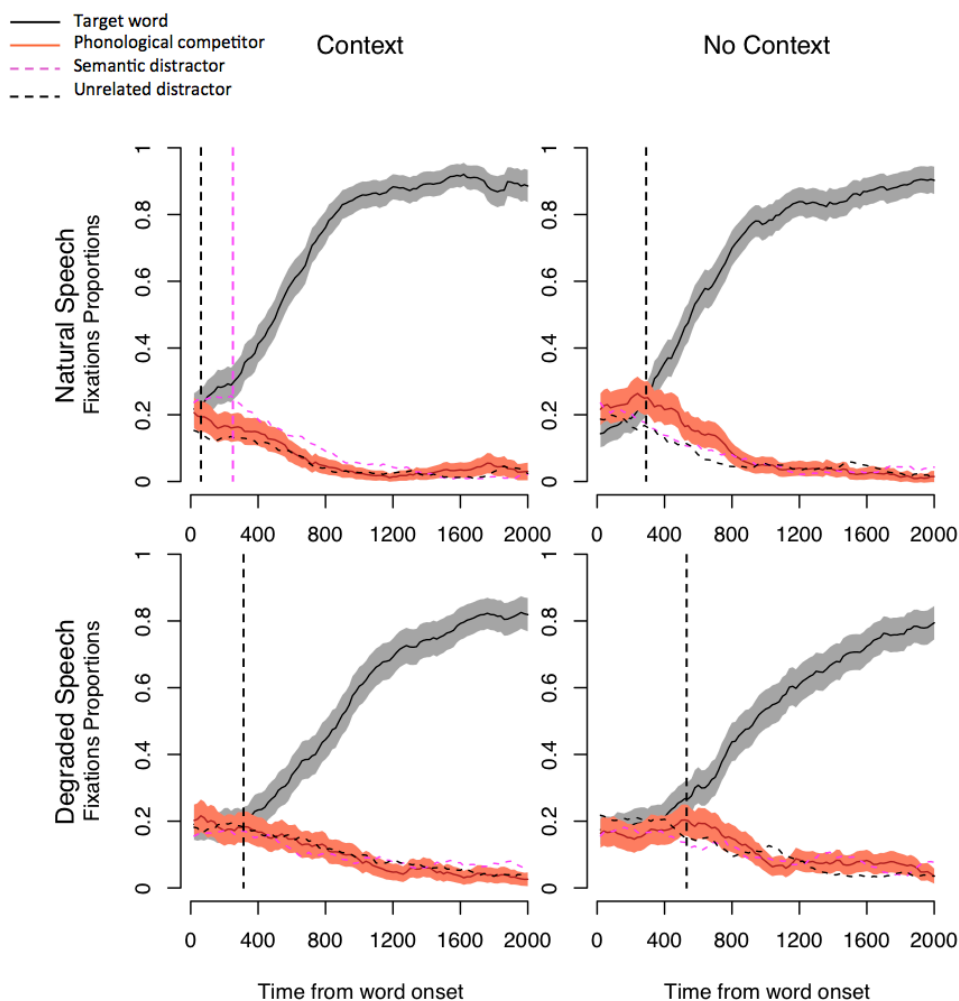 Target word
Phonological competitor
Semantic distractor
Unrelated distractor
Context
No Context
Natural Speech
Fixations Proportions
0
0.2
0.4
0.6
0.8
1
0 400 800 1200 1600 2000
0
0.2
0.4
0.6
0.8
1
0 400 800 1200 1600 2000
Degraded Speech
Fixations Proportions
0
0.2
0.4
0.6
0.8
1
0 400 800 1200 1600 2000
0
0.2
0.4
0.6
0.8
1
0 400 800 1200 1600 2000
Time from word onset
Time from word onset